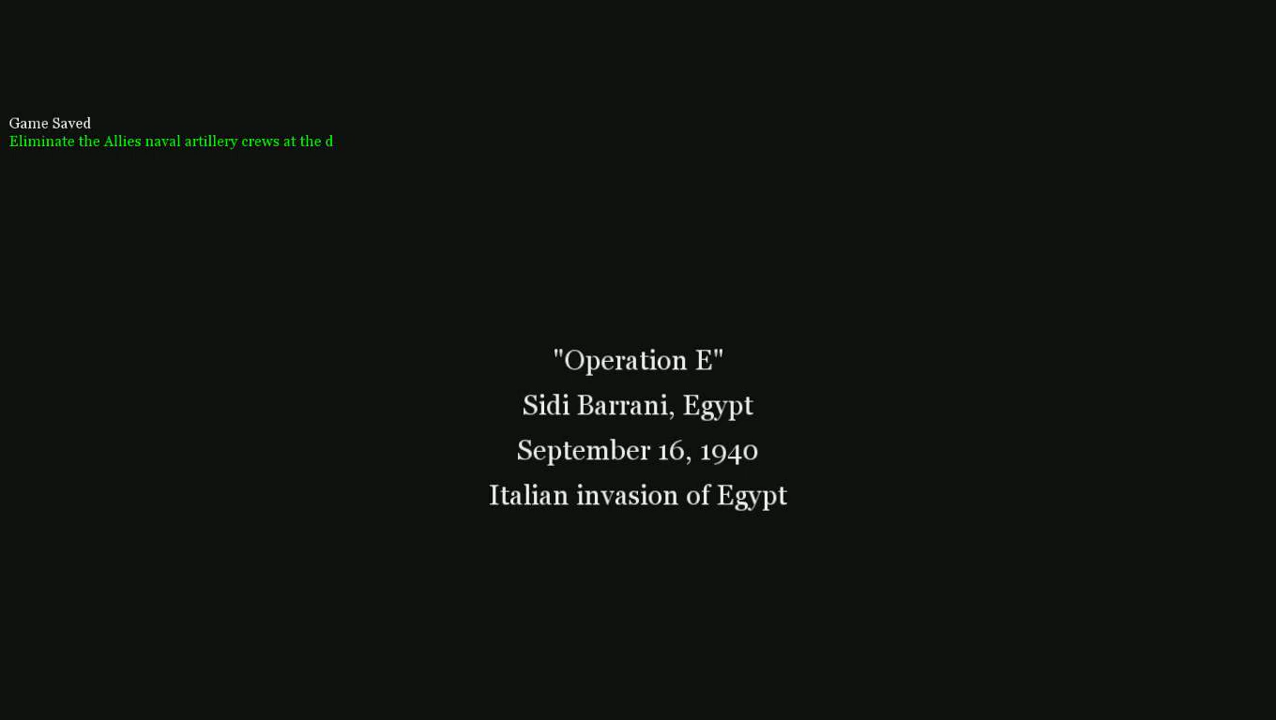 Game Saved
Eliminate the Allies naval artillery crews at the d
"Operation E"
Sidi Barrani, Egypt
September 16, 1940
Italian invasion of Egypt